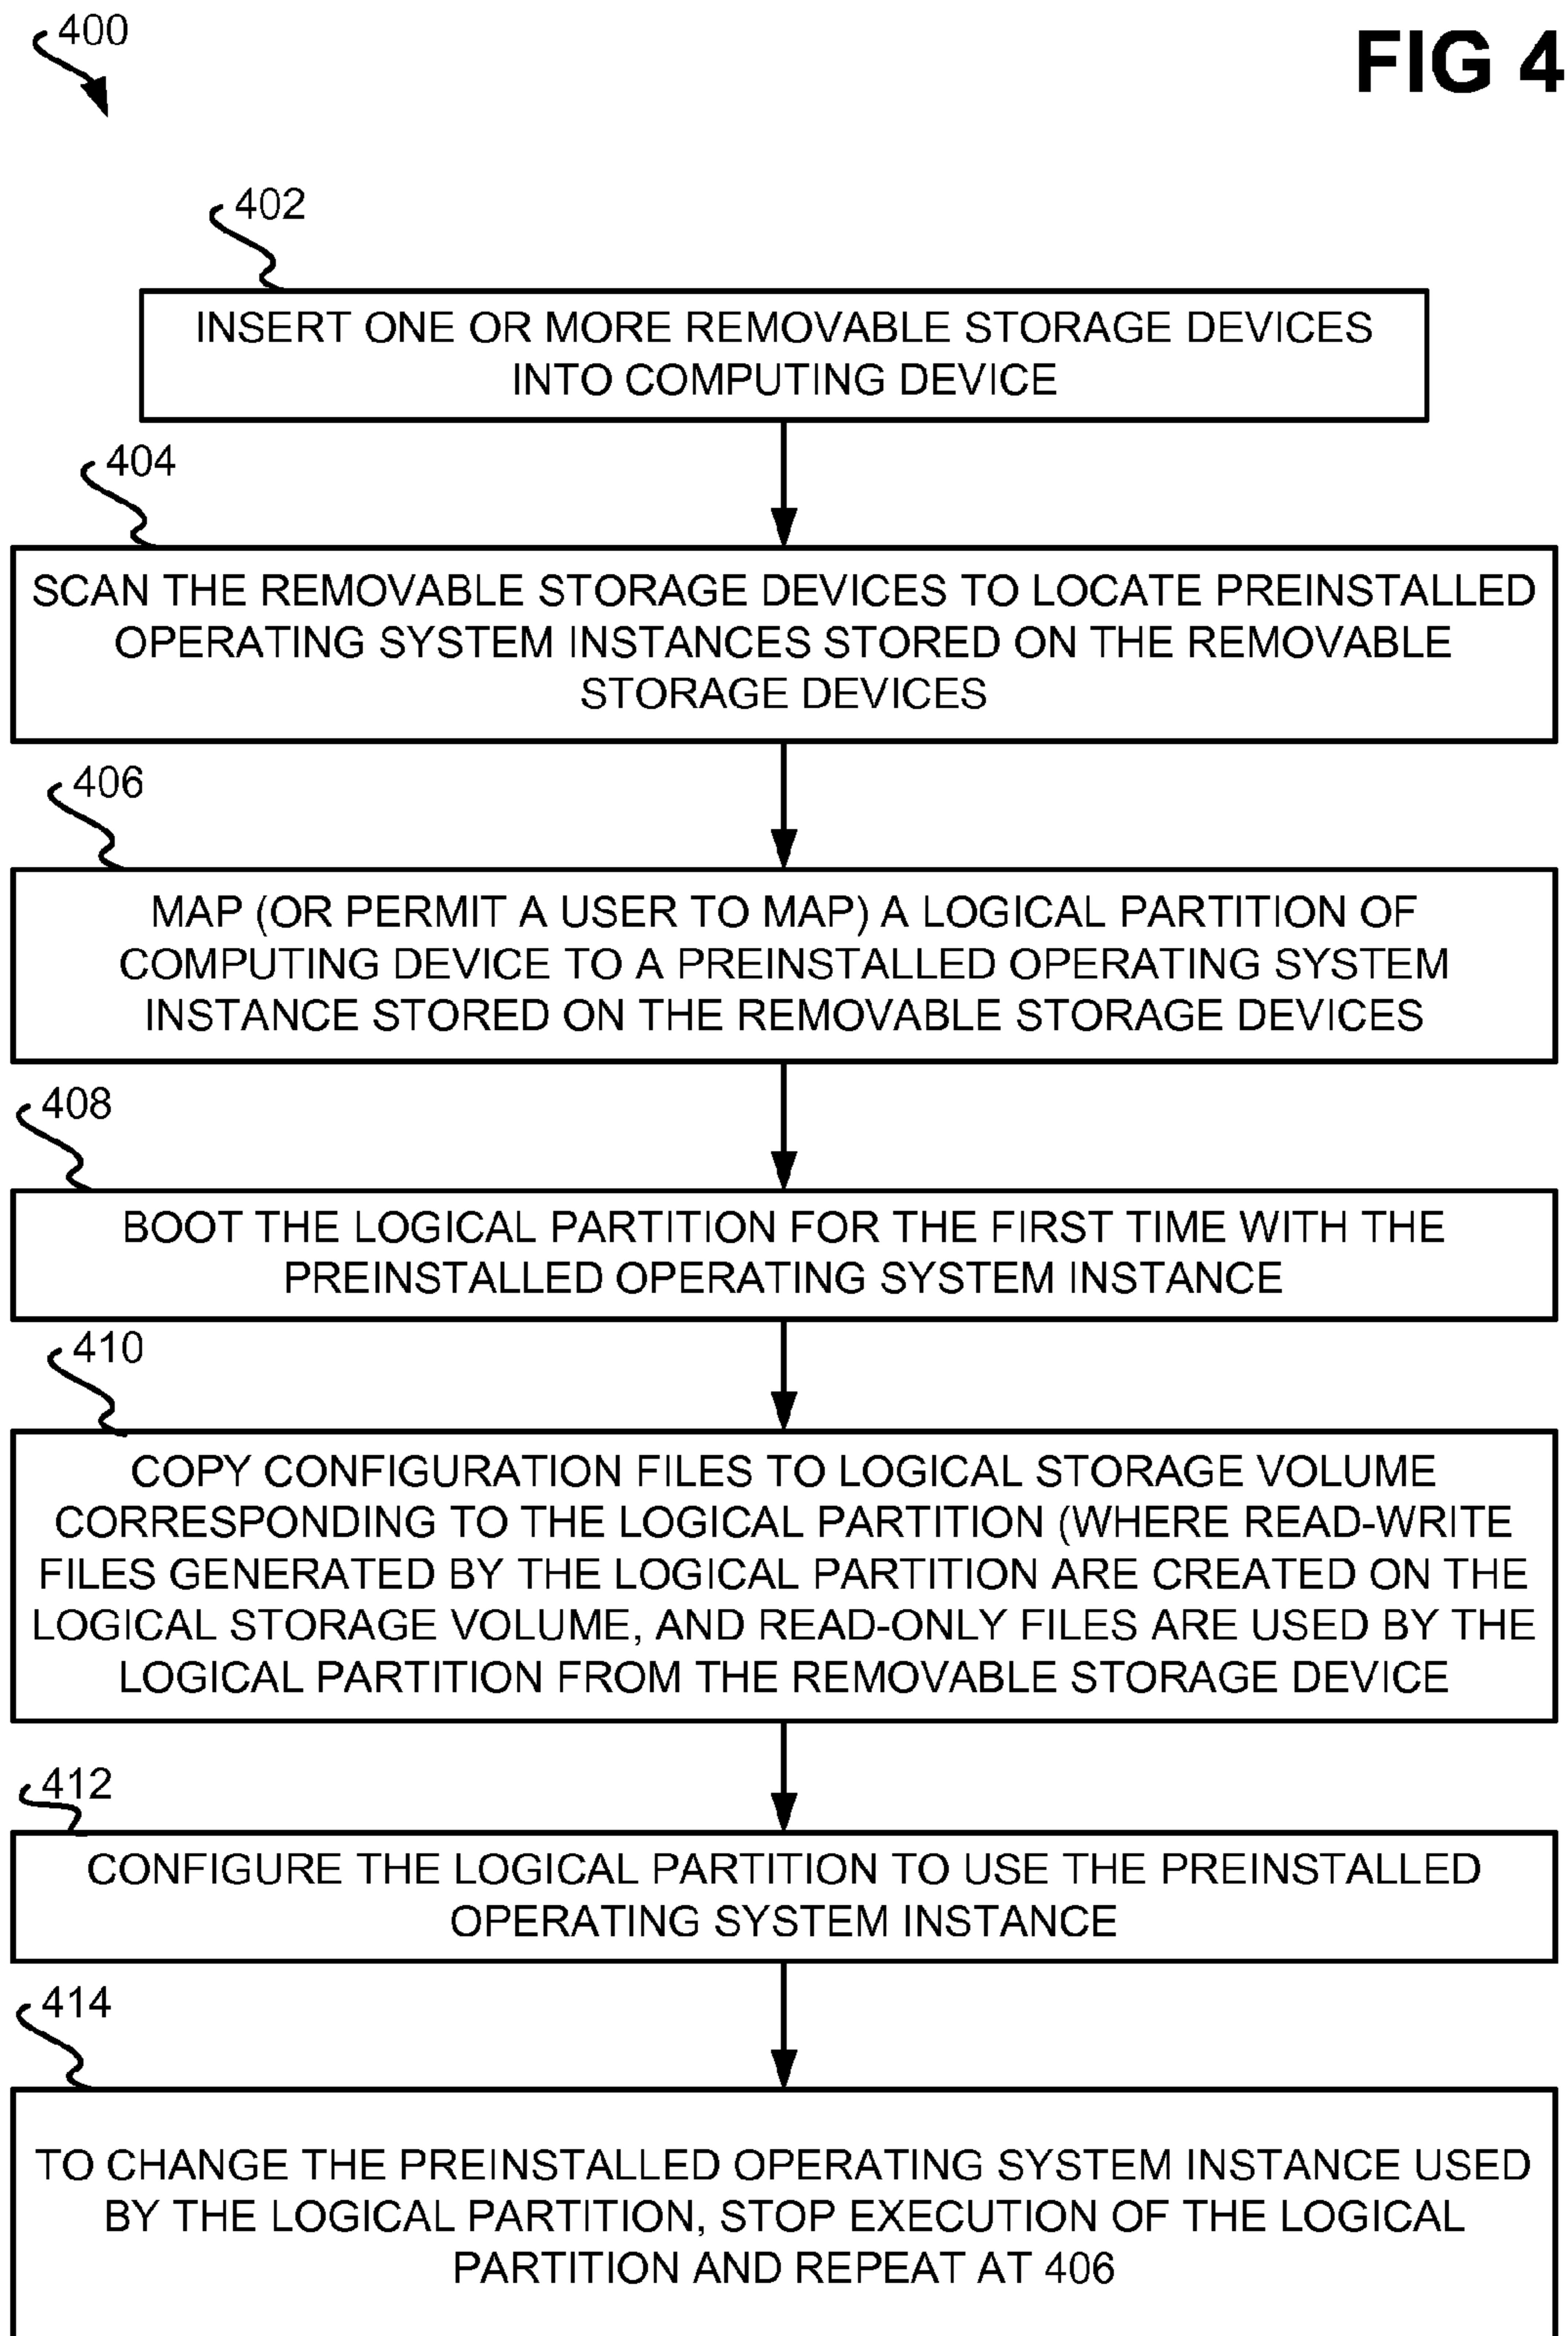 400
FIG 4
402
INSERT ONE OR MORE REMOVABLE STORAGE DEVICES
INTO COMPUTING DEVICE
404
SCAN THE REMOVABLE STORAGE DEVICES TO LOCATE PREINSTALLED
OPERATING SYSTEM INSTANCES STORED ON THE REMOVABLE
STORAGE DEVICES
406
MAP (OR PERMIT A USER TO MAP) A LOGICAL PARTITION OF
COMPUTING DEVICE TO A PREINSTALLED OPERATING SYSTEM
INSTANCE STORED ON THE REMOVABLE STORAGE DEVICES
408
BOOT THE LOGICAL PARTITION FOR THE FIRST TIME WITH THE
PREINSTALLED OPERATING SYSTEM INSTANCE
410
COPY CONFIGURATION FILES TO LOGICAL STORAGE VOLUME
CORRESPONDING TO THE LOGICAL PARTITION (WHERE READ-WRITE
FILES GENERATED BY THE LOGICAL PARTITION ARE CREATED ON THE
LOGICAL STORAGE VOLUME, AND READ-ONLY FILES ARE USED BY THE
LOGICAL PARTITION FROM THE REMOVABLE STORAGE DEVICE
412
CONFIGURE THE LOGICAL PARTITION TO USE THE PREINSTALLED
OPERATING SYSTEM INSTANCE
414
TO CHANGE THE PREINSTALLED OPERATING SYSTEM INSTANCE USED
BY THE LOGICAL PARTITION, STOP EXECUTION OF THE LOGICAL
PARTITION AND REPEAT AT 406